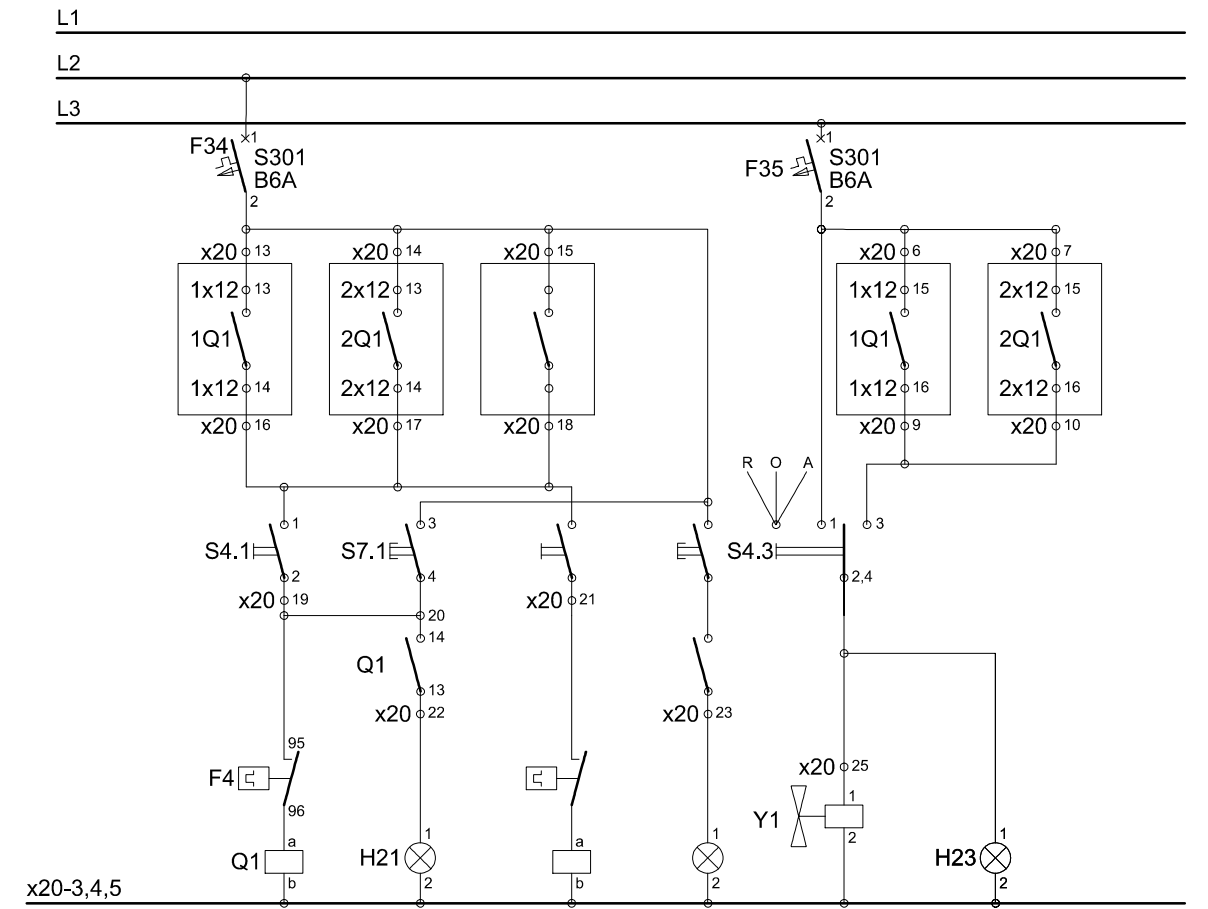 L1
L2
L3
F34 1 S301
B6A
2
F35 1 S301
B6A
2
x20 13 x20 14 x20 15 x20 6 x20 7
1x12 13 2x12 13 1x12 15 2x12 15
1Q1 2Q1 1Q1 2Q1
1x12 14 2x12 14 1x12 16 2x12 16
x20 16 x20 17 x20 18 x20 9 x20 10
R O A
1 3 1 3
S4.1 S7.1 S4.3
2 4 2,4
x20 19 x20 21
20
14
Q1
13
x20 22 x20 23
95
F4
96
x20 25
1
Y1
2
a 1 a 1 1
Q1 H21 H23
b 2 b 2 2
x20-3,4,5